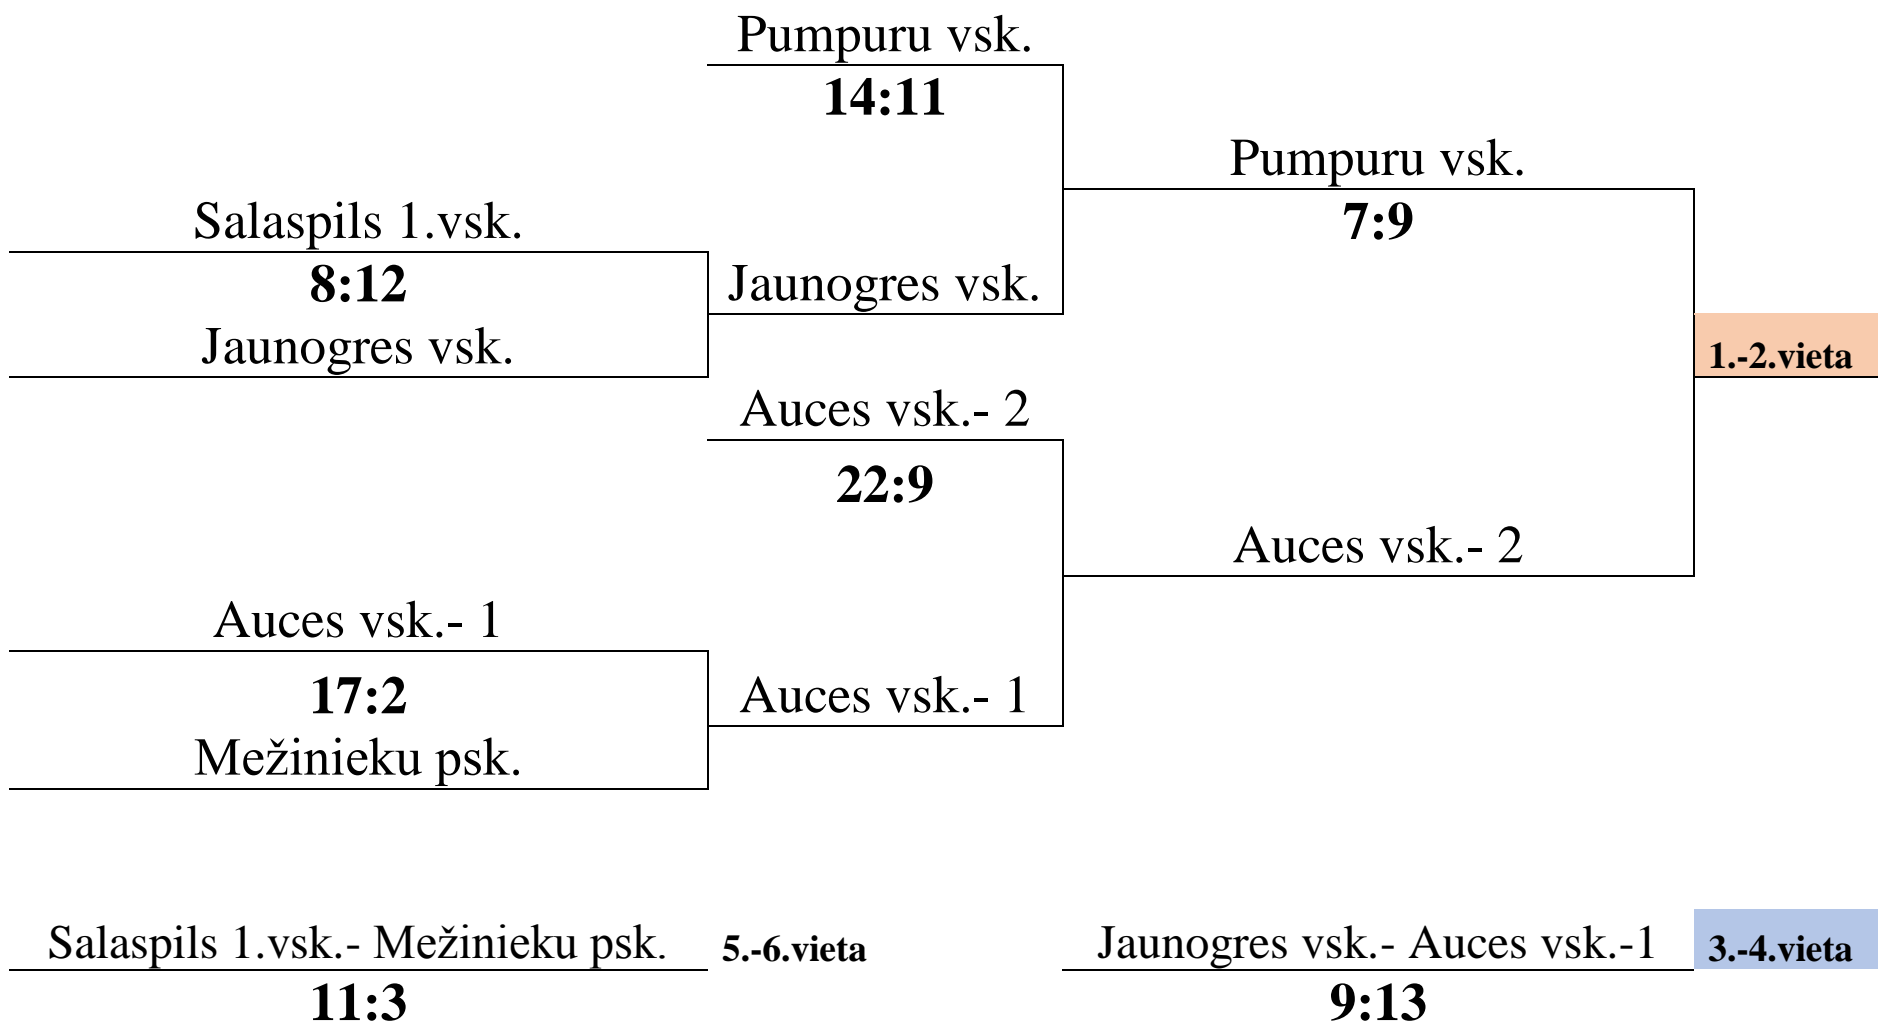 Pumpuru vsk.
14:11
Pumpuru vsk.
Salaspils 1.vsk.
7:9
8:12
Jaunogres vsk.
Jaunogres vsk.
1.-2.vieta
Auces vsk.- 2
22:9
Auces vsk.- 2
Auces vsk.- 1
17:2
Auces vsk.- 1
Mežinieku psk.
Salaspils 1.vsk.- Mežinieku psk.
5.-6.vieta
Jaunogres vsk.- Auces vsk.-1
3.-4.vieta
11:3
9:13